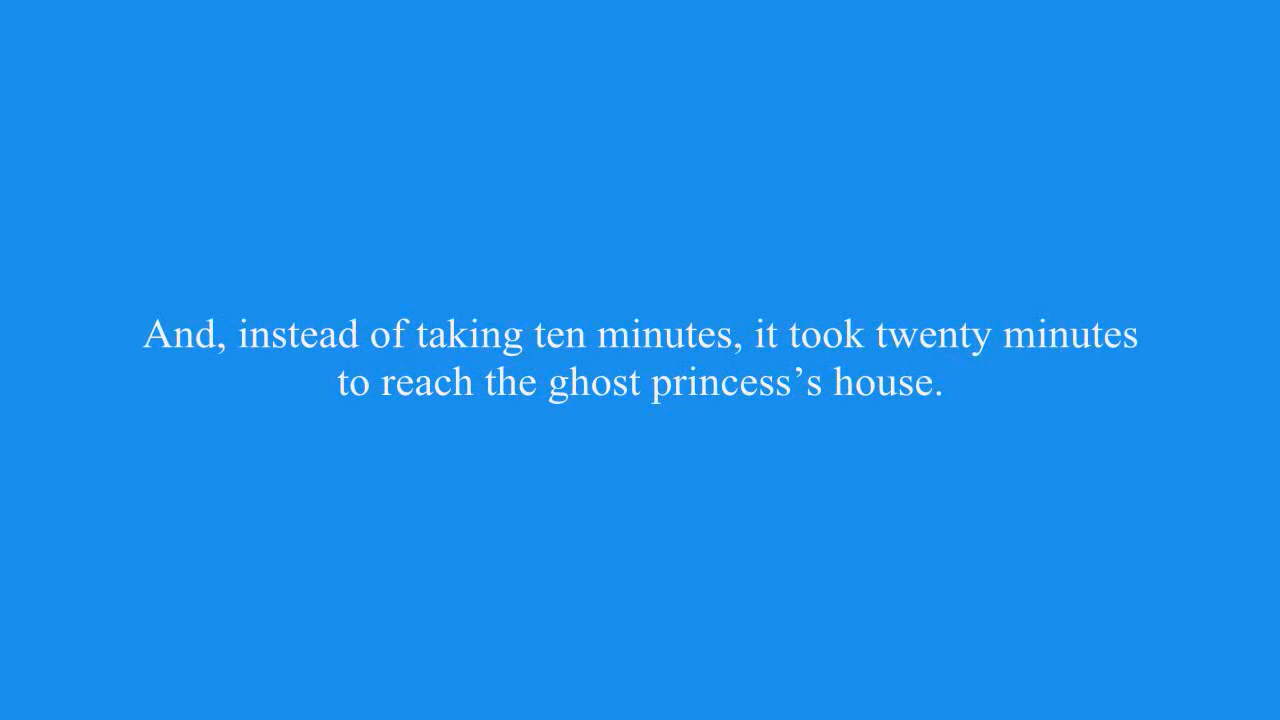 And, instead of taking ten minutes, it took twenty minutes
to reach the ghost princess’s house.